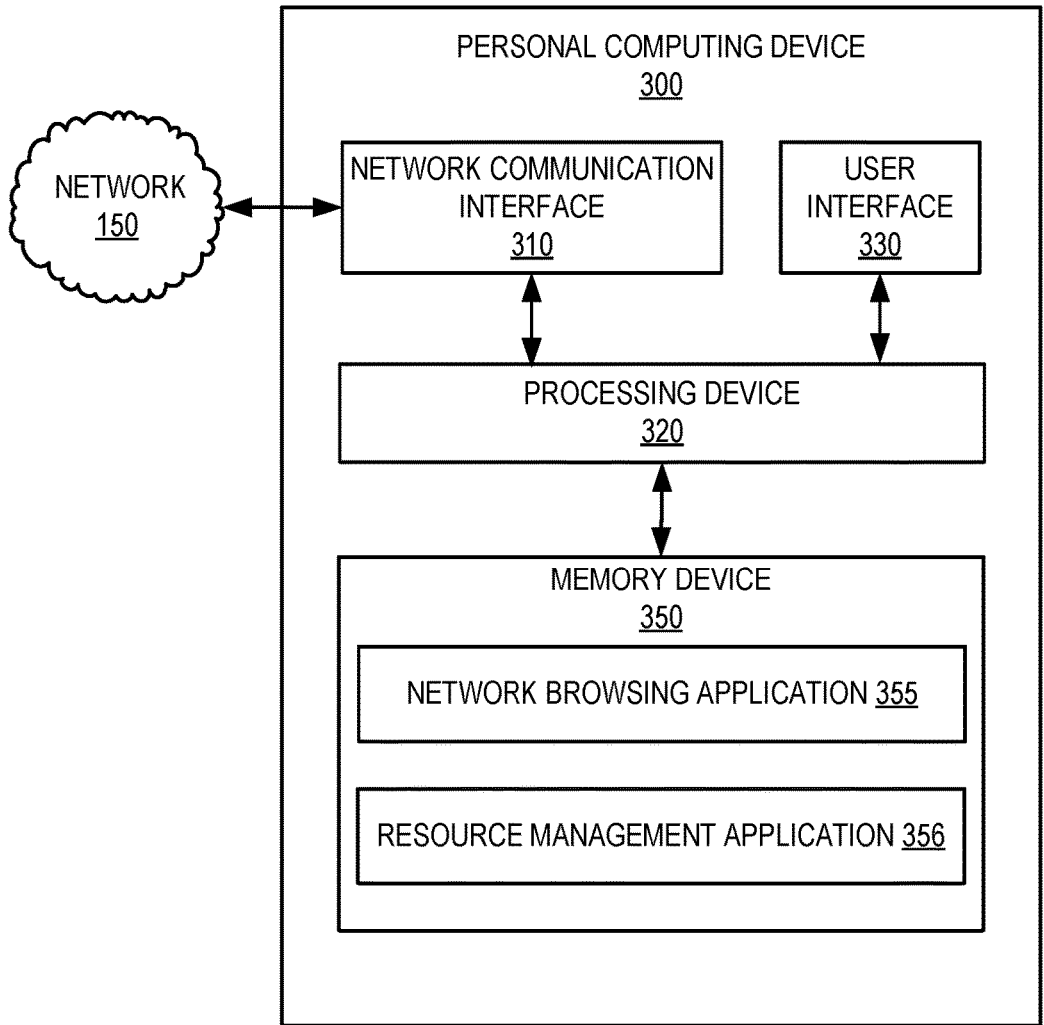 PERSONAL COMPUTING DEVICE
300
NETWORK
150
NETWORK COMMUNICATION
INTERFACE
310
USER
INTERFACE
330
PROCESSING DEVICE
320
MEMORY DEVICE
350
NETWORK BROWSING APPLICATION 355
RESOURCE MANAGEMENT APPLICATION 356